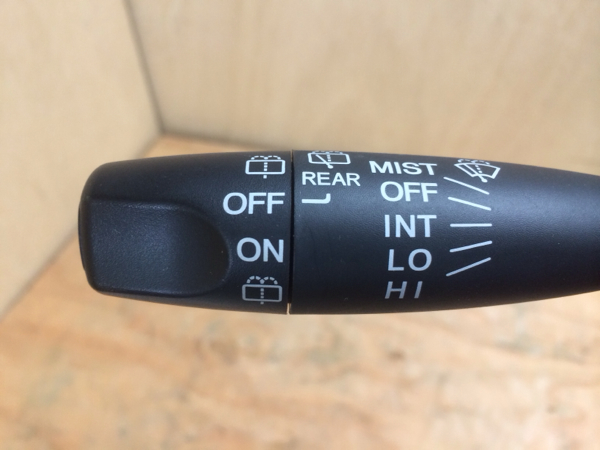 OFF
ON
REAR
MIST
OFF
INT
LO
HI